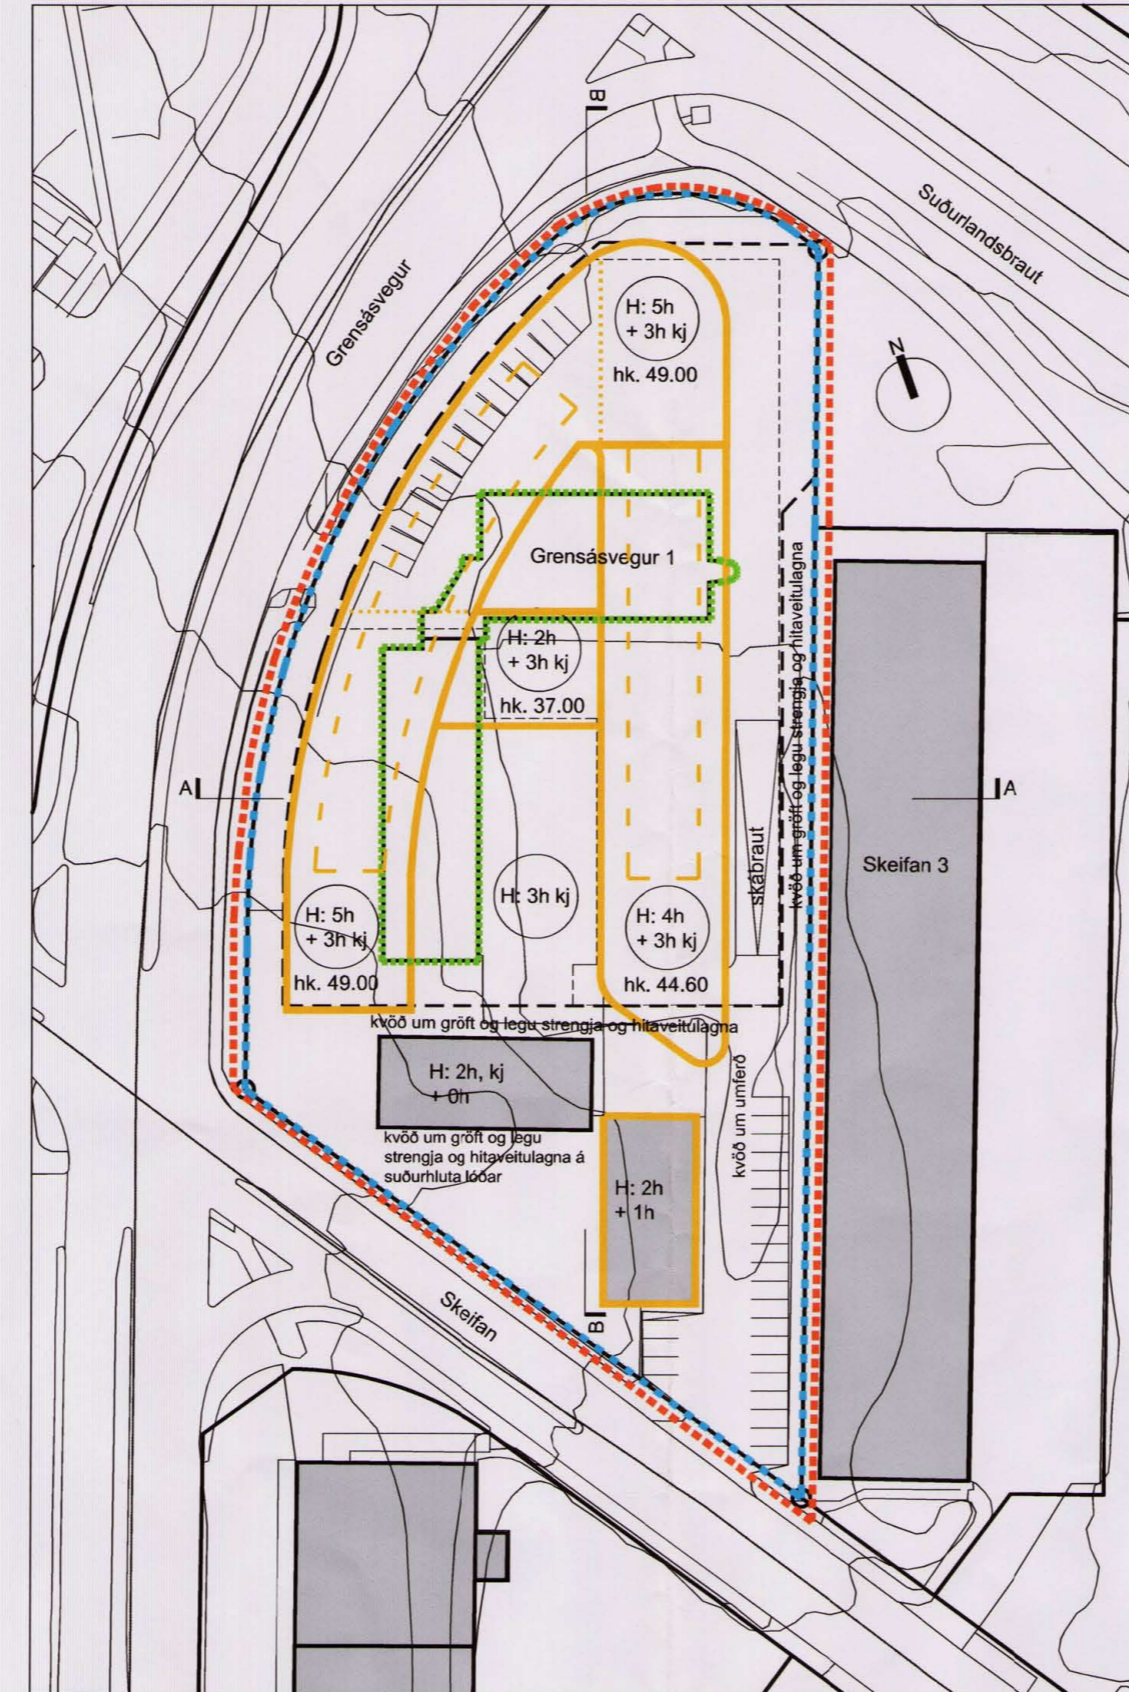 B
Suðurlandsbraut
Grensásvegur
H: 5h
+ 3h kj
hk. 49.00
N
Grensásvegur 1
H: 2h
+ 3h kj
hk. 37.00
kvöð um gröft og legu strengja og hitaveitulagna
A
A
skábraut
Skeifan 3
H: 3h kj
H: 5h
+ 3h kj
hk. 49.00
H: 4h
+ 3h kj
hk. 44.60
kvöð um gröft og legu strengja og hitaveitulagna
H: 2h, kj
+ 0h
kvöð um umferð
kvöð um gröft og legu
strengja og hitaveitulagna á
suðurhluta lóðar
H: 2h
+ 1h
Skeifan
B